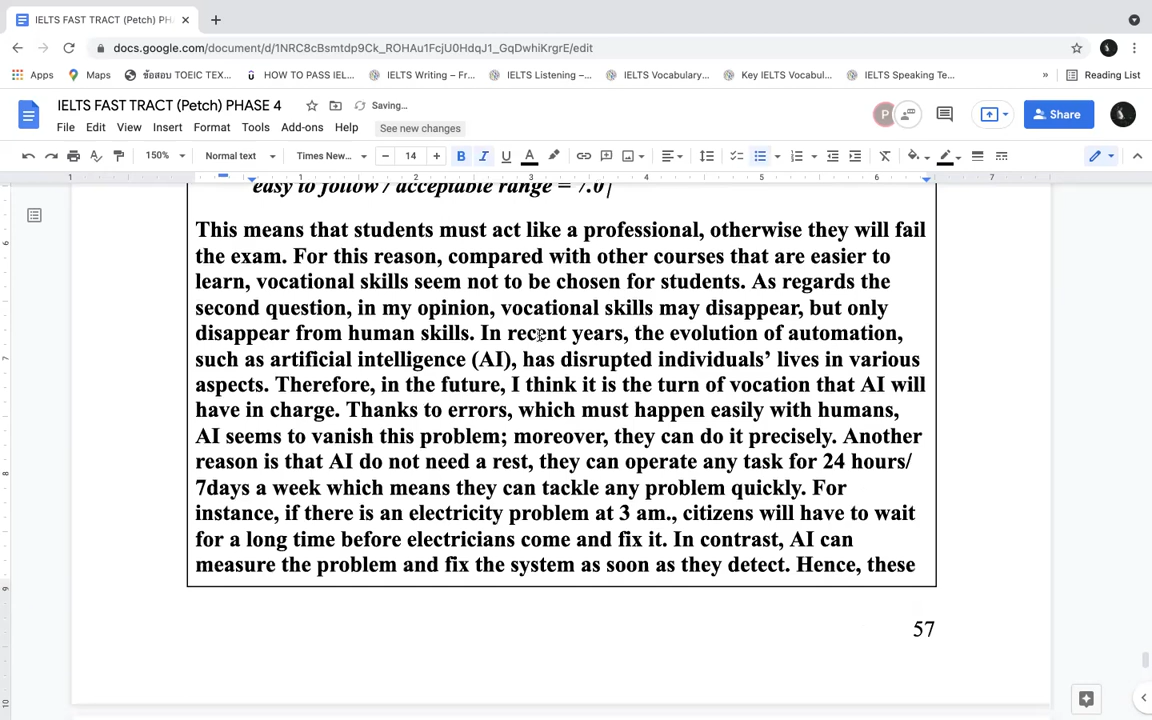 IELTS FAST TRACT (Petch) PH
docs.google.com/document/d/1NRC8cBsmtdp9Ck_ROHAu1FcjU0HdqJ1_GqDwhiKrgrE/edit
Apps Maps ข้อสอบ TOEIC TEX... HOW TO PASS IEL... IELTS Writing – Fr... IELTS Listening –... IELTS Vocabulary... Key IELTS Vocabul... IELTS Speaking Te... » Reading List
IELTS FAST TRACT (Petch) PHASE 4 Saving...
P Share
File Edit View Insert Format Tools Add-ons Help See new changes
150% Normal text Times New... 14 B I U A
1 1 2 3 4 5 6 7
easy to follow / acceptable range = 7.0
This means that students must act like a professional, otherwise they will fail
the exam. For this reason, compared with other courses that are easier to
learn, vocational skills seem not to be chosen for students. As regards the
second question, in my opinion, vocational skills may disappear, but only
disappear from human skills. In recent years, the evolution of automation,
such as artificial intelligence (AI), has disrupted individuals’ lives in various
aspects. Therefore, in the future, I think it is the turn of vocation that AI will
have in charge. Thanks to errors, which must happen easily with humans,
AI seems to vanish this problem; moreover, they can do it precisely. Another
reason is that AI do not need a rest, they can operate any task for 24 hours/
7days a week which means they can tackle any problem quickly. For
instance, if there is an electricity problem at 3 am., citizens will have to wait
for a long time before electricians come and fix it. In contrast, AI can
measure the problem and fix the system as soon as they detect. Hence, these
57
6
7
8
9
10